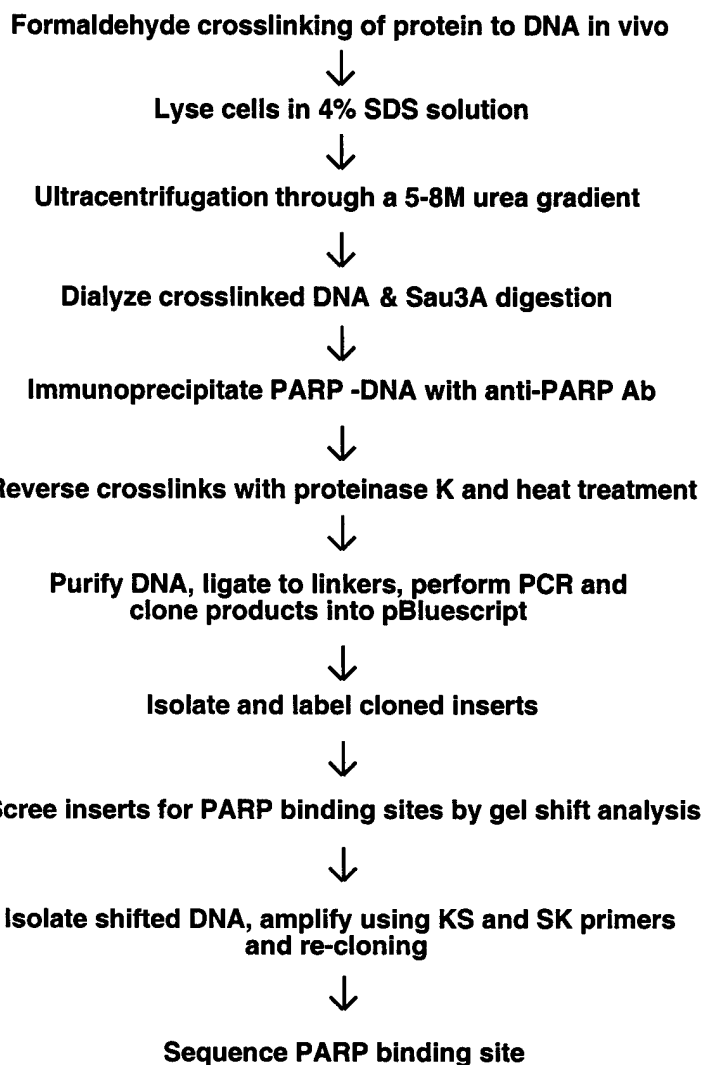 Formaldehyde crosslinking of protein to DNA in vivo
Lyse cells in 4% SDS solution
Ultracentrifugation through a 5-8M urea gradient
Dialyze crosslinked DNA & Sau3A digestion
Immunoprecipitate PARP -DNA with anti-PARP Ab
Reverse crosslinks with proteinase K and heat treatment
Purify DNA, ligate to linkers, perform PCR and
clone products into pBluescript
Isolate and label cloned inserts
Scree inserts for PARP binding sites by gel shift analysis
Isolate shifted DNA, amplify using KS and SK primers
and re-cloning
Sequence PARP binding site